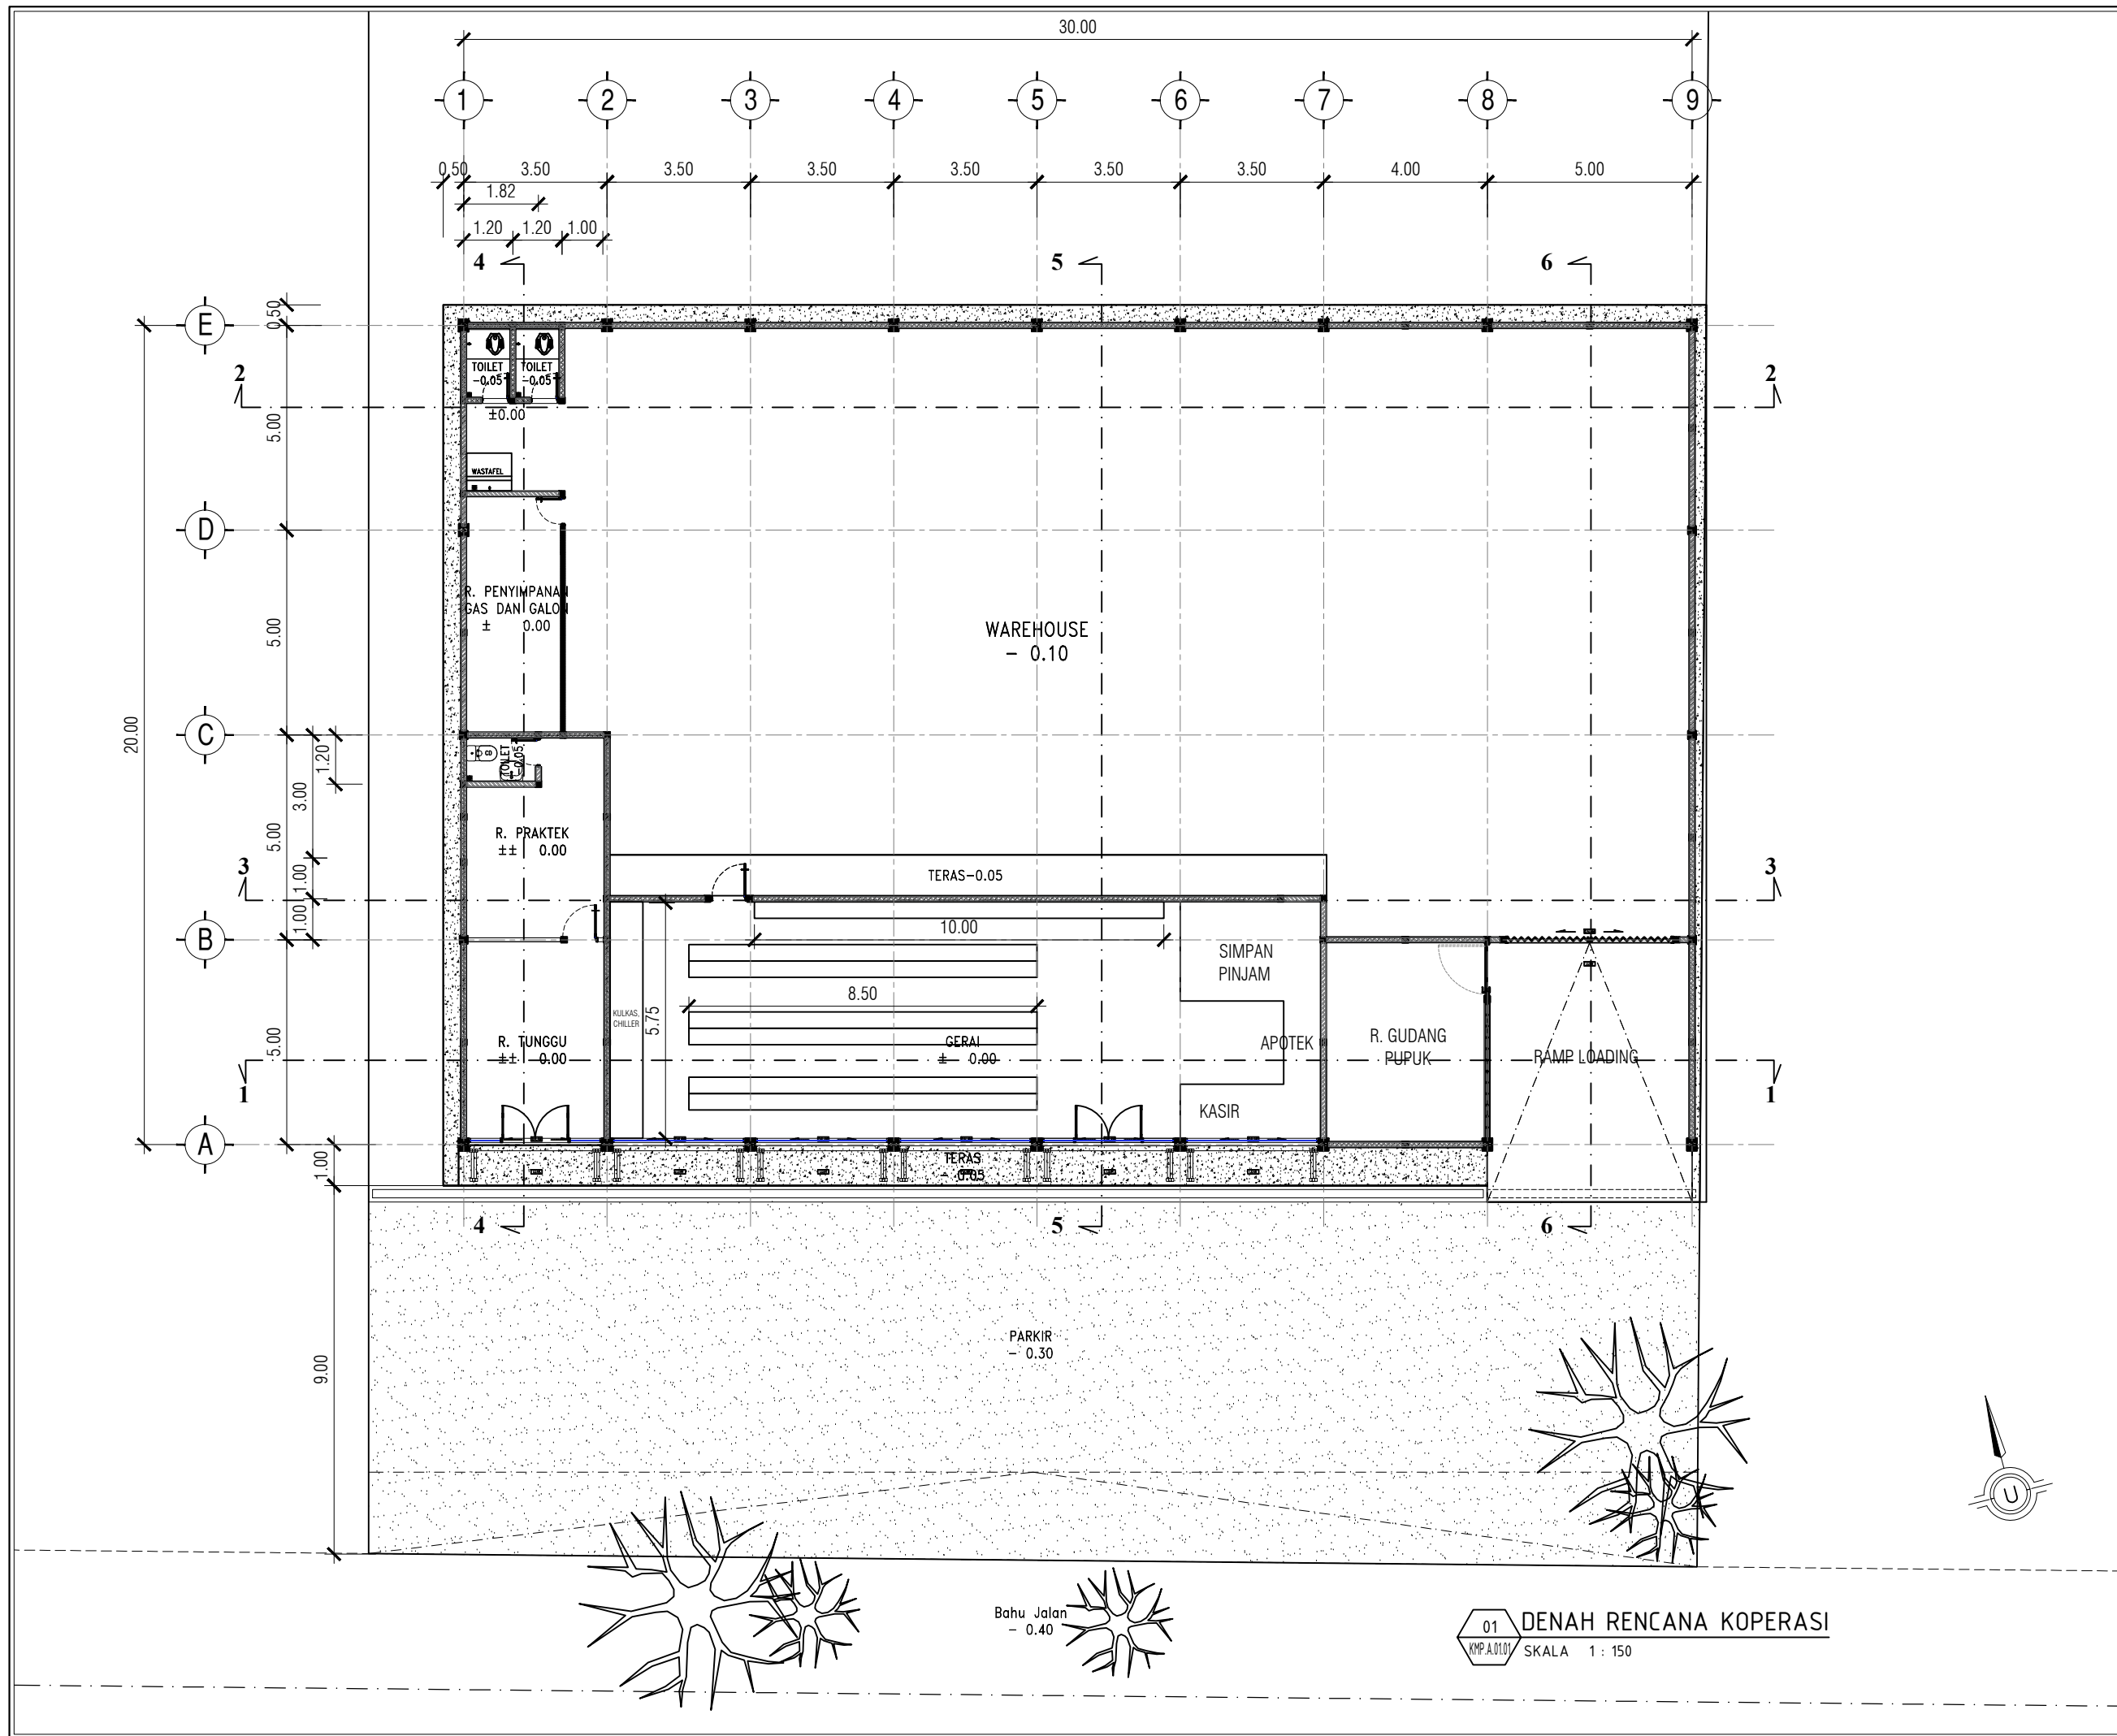 30.00
1 2 3 4 5 6 7 8 9
0.50 3.50 3.50 3.50 3.50 3.50 3.50 4.00 5.00
1.82
1.20 1.20 1.00
4 5 6
E
0.50
TOILET
-0.05
TOILET
-0.05
2 2
±0.00
5.00
WASTAFEL
D
R. PENYIMPANAN
GAS DAN GALON
± 0.00
5.00
WAREHOUSE
- 0.10
20.00
C
1.20
TOILET
-0.05
3.00
5.00
R. PRAKTEK
±± 0.00
3 3
1.00
TERAS-0.05
1.00
B
10.00
SIMPAN
PINJAM
8.50
KULKAS,
CHILLER
5.75
5.00
R. TUNGGU
±± 0.00
GERAI
± 0.00
APOTEK
R. GUDANG
PUPUK
RAMP LOADING
1 1
KASIR
A
1.00
TERAS
- 0.05
4 5 6
PARKIR
- 0.30
9.00
U
Bahu Jalan
- 0.40
01
KMP.A.01.01
DENAH RENCANA KOPERASI
SKALA 1 : 150